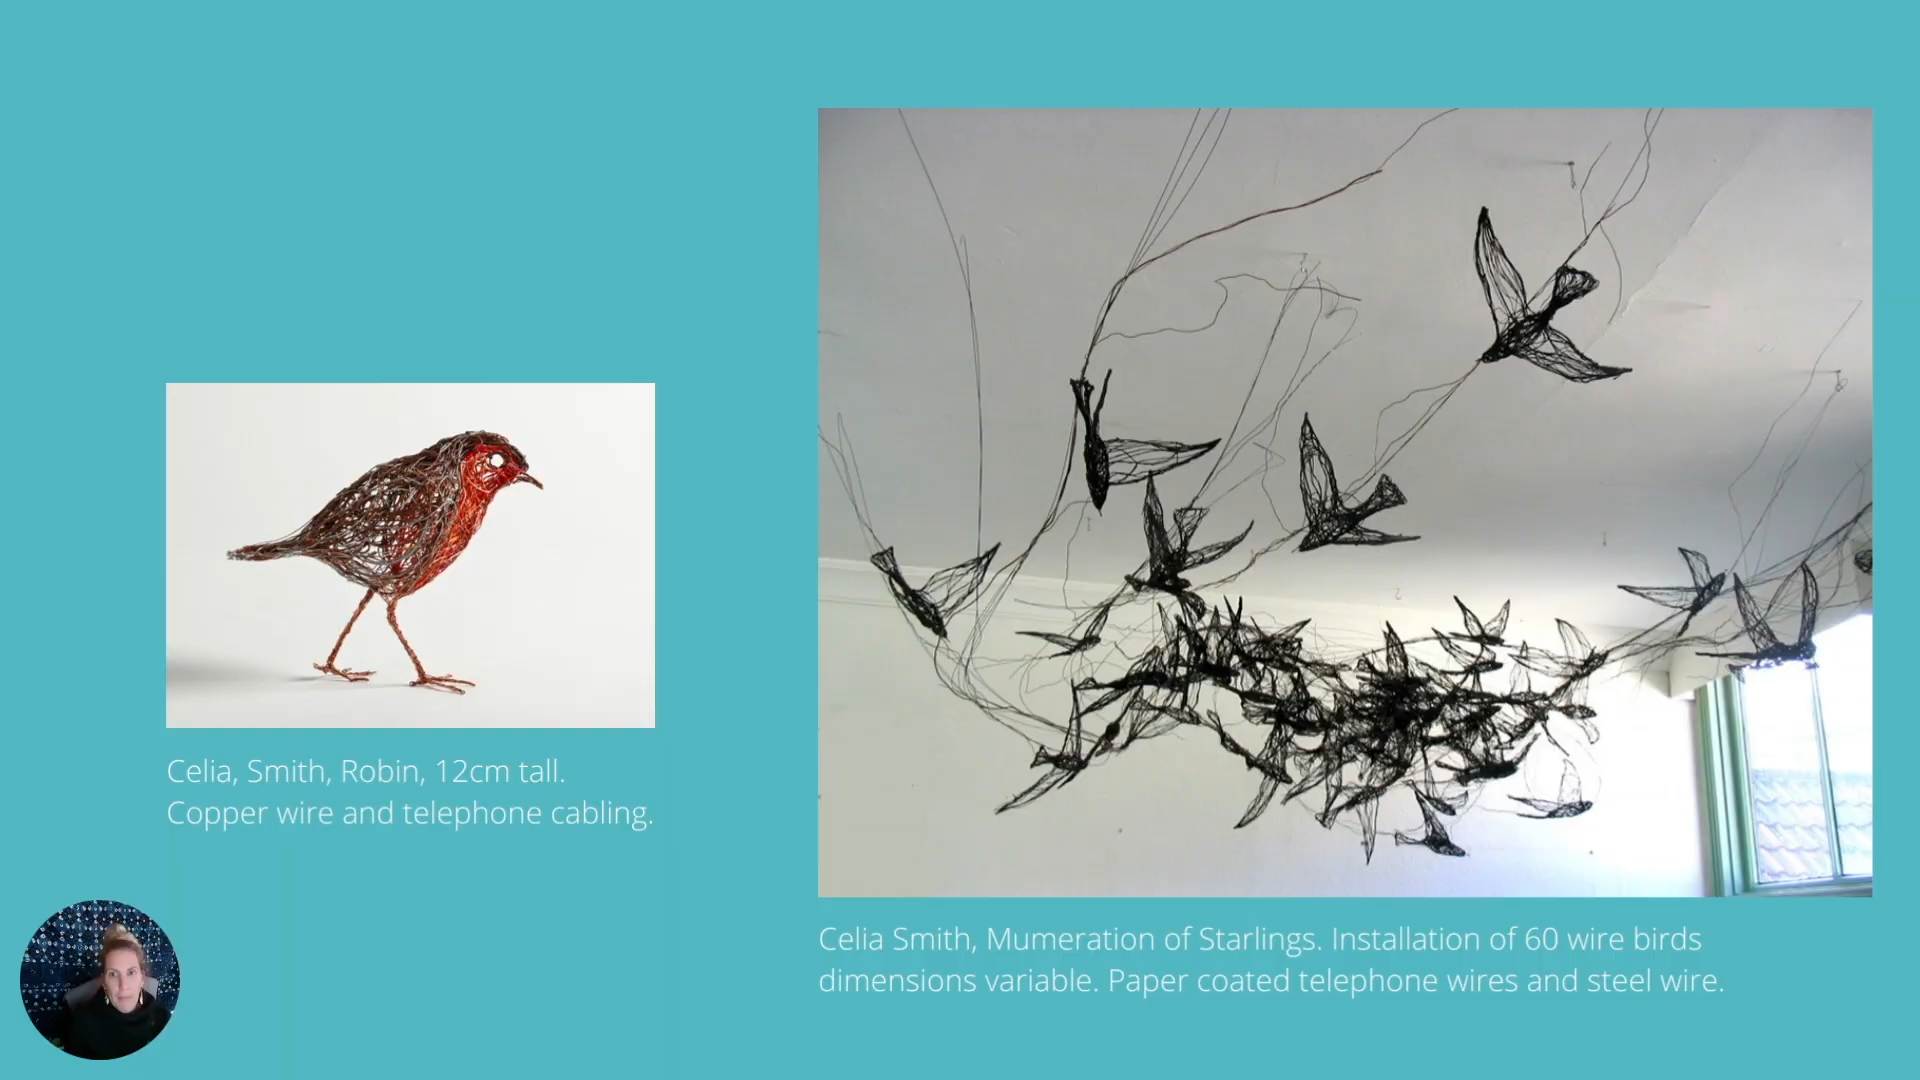 Celia, Smith, Robin, 12cm tall.
Copper wire and telephone cabling.
Celia Smith, Mumeration of Starlings. Installation of 60 wire birds
dimensions variable. Paper coated telephone wires and steel wire.